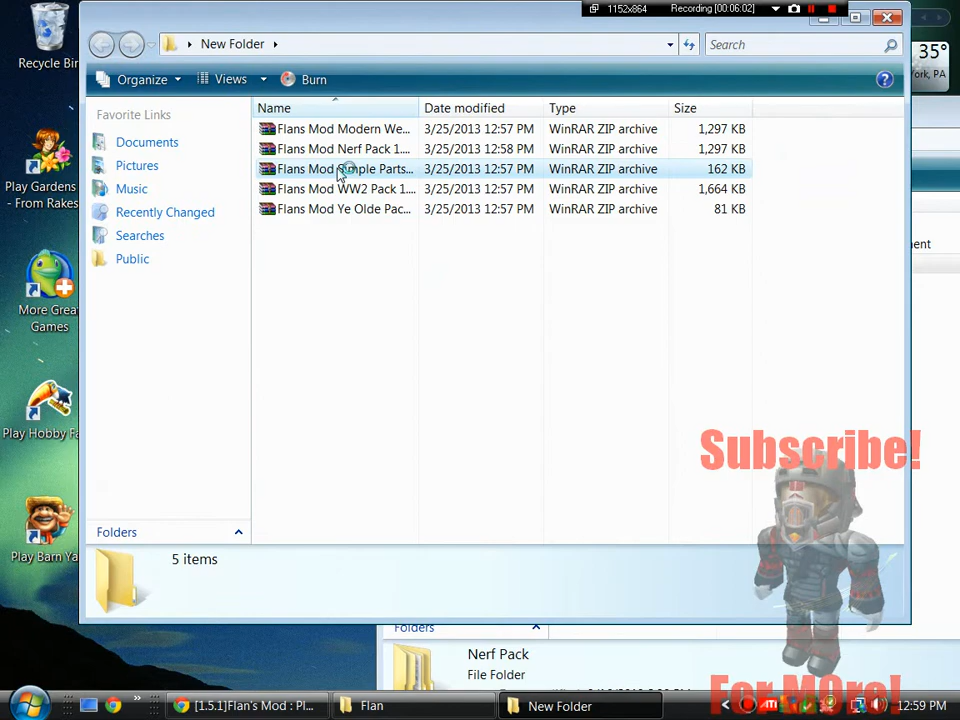 1152x864 Recording [00:06:02]
Recycle Bin
New Folder
Search
35°
York, PA
Organize Views Burn
Favorite Links
Documents
Pictures
Music
Recently Changed
Searches
Public
Name Date modified Type Size
Flans Mod Modern We... 3/25/2013 12:57 PM WinRAR ZIP archive 1,297 KB
Flans Mod Nerf Pack 1.... 3/25/2013 12:58 PM WinRAR ZIP archive 1,297 KB
Flans Mod Simple Parts... 3/25/2013 12:57 PM WinRAR ZIP archive 162 KB
Flans Mod WW2 Pack 1.... 3/25/2013 12:57 PM WinRAR ZIP archive 1,664 KB
Flans Mod Ye Olde Pac... 3/25/2013 12:57 PM WinRAR ZIP archive 81 KB
Play Gardens
- From Rakes
ment
More Grea
Games
Play Hobby Fa
Play Barn Ya
Subscribe!
Folders
5 items
Folders
Nerf Pack
File Folder
For M0re!
[1.5.1]Flan's Mod : Pl...
Flan
New Folder
12:59 PM